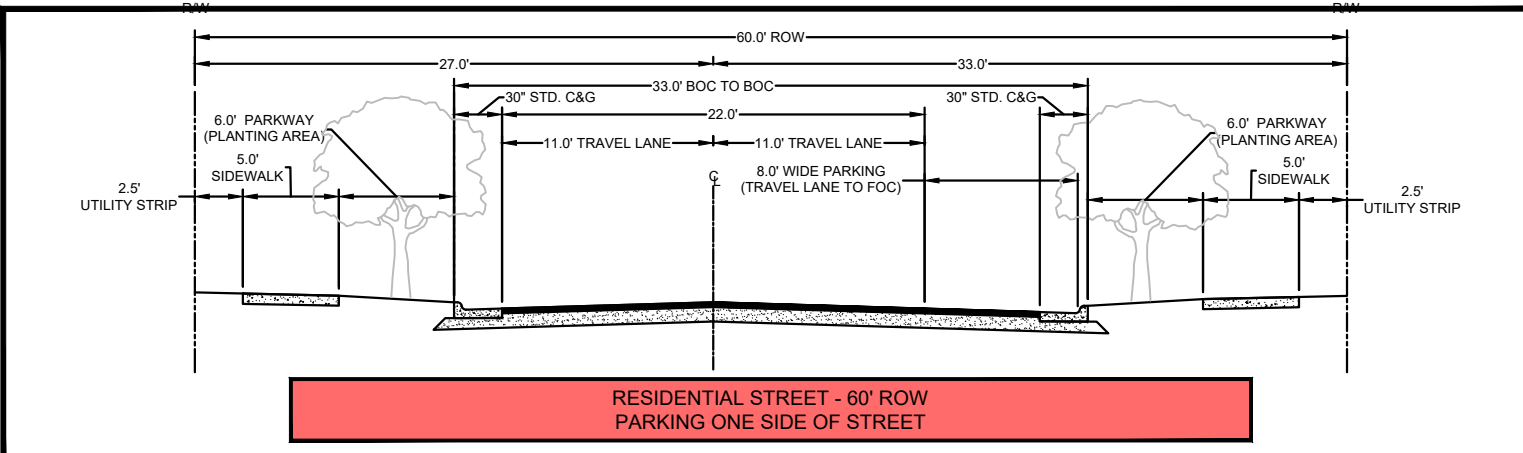 R/W
R/W
60.0' ROW
27.0'
33.0'
33.0' BOC TO BOC
30" STD. C&G
30" STD. C&G
22.0'
6.0' PARKWAY
(PLANTING AREA)
6.0' PARKWAY
(PLANTING AREA)
11.0' TRAVEL LANE
11.0' TRAVEL LANE
5.0'
SIDEWALK
5.0'
SIDEWALK
℄
8.0' WIDE PARKING
(TRAVEL LANE TO FOC)
2.5'
UTILITY STRIP
2.5'
UTILITY STRIP
RESIDENTIAL STREET - 60' ROW
PARKING ONE SIDE OF STREET